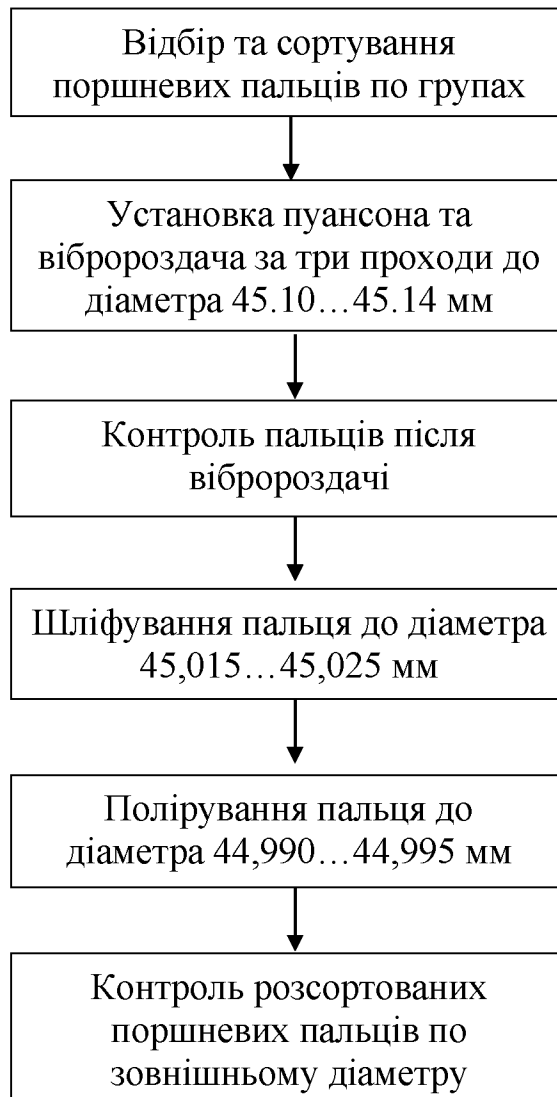 Відбір та сортування
поршневих пальців по групах
Установка пуансона та
вібророздача за три проходи до
діаметра 45.10…45.14 мм
Контроль пальців після
вібророздачі
Шліфування пальця до діаметра
45,015…45,025 мм
Полірування пальця до
діаметра 44,990…44,995 мм
Контроль розсортованих
поршневих пальців по
зовнішньому діаметру